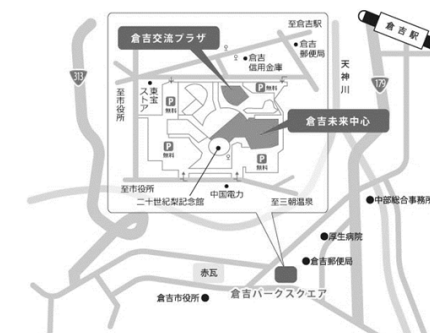 至倉吉駅
倉吉駅
倉吉交流プラザ
倉吉
信用金庫
倉吉
郵便局
天神川
313
179
至市役所
東宝
ストア
P
無料
P
無料
倉吉未来中心
P
無料
P
無料
至市役所
中国電力
至三朝温泉
二十世紀梨記念館
中部総合事務所
厚生病院
倉吉郵便局
赤瓦
倉吉市役所
倉吉パークスクエア